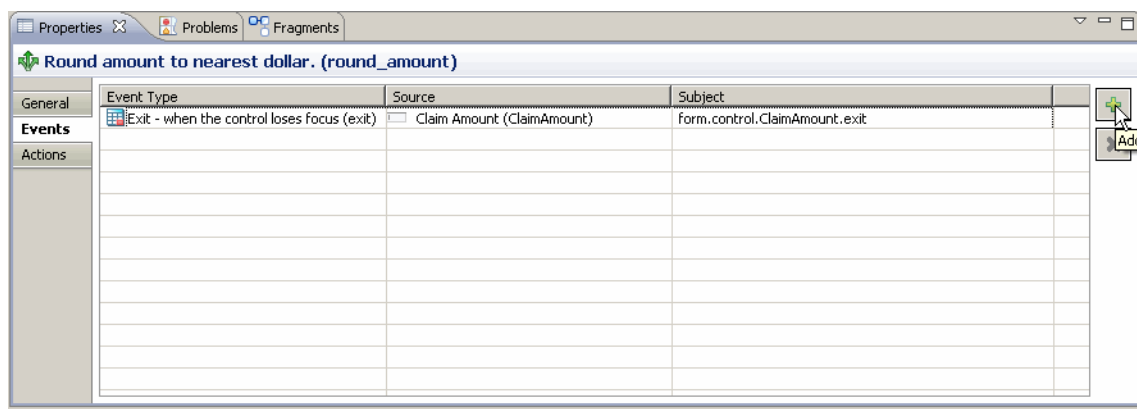 Properties Problems Fragments
Round amount to nearest dollar. (round_amount)
General
Events
Actions
Event Type Source Subject
Exit - when the control loses focus (exit) Claim Amount (ClaimAmount) form.control.ClaimAmount.exit
Ad